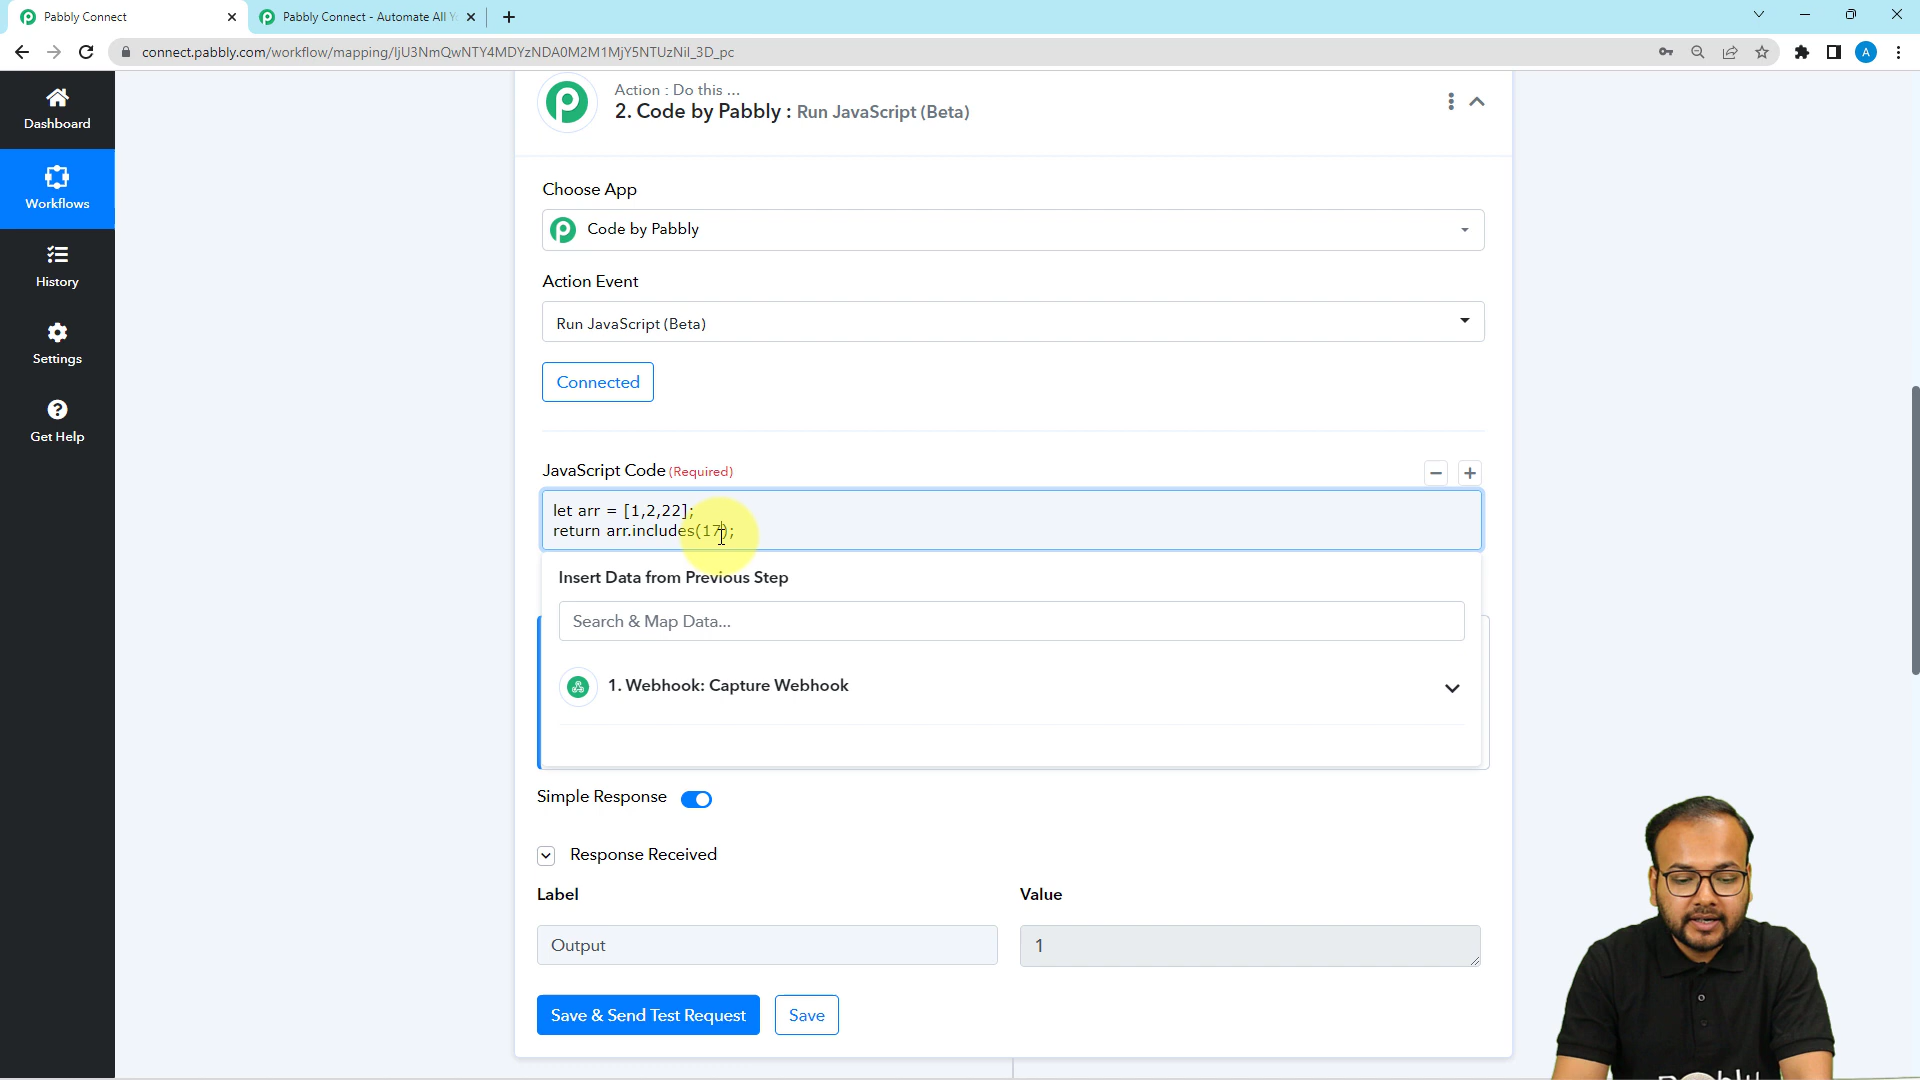 Pabbly Connect
Pabbly Connect - Automate All Y
connect.pabbly.com/workflow/mapping/IjU3NmQwNTY4MDYzNDA0M2M1MjY5NTUzNiI_3D_pc
A
Dashboard
Workflows
History
Settings
Get Help
Action : Do this ...
2. Code by Pabbly : Run JavaScript (Beta)
Choose App
Code by Pabbly
Action Event
Run JavaScript (Beta)
Connected
JavaScript Code (Required)
let arr = [1,2,22];
return arr.includes(17);
Insert Data from Previous Step
Search & Map Data...
1. Webhook: Capture Webhook
Simple Response
Response Received
Label
Value
Output
1
Save & Send Test Request
Save